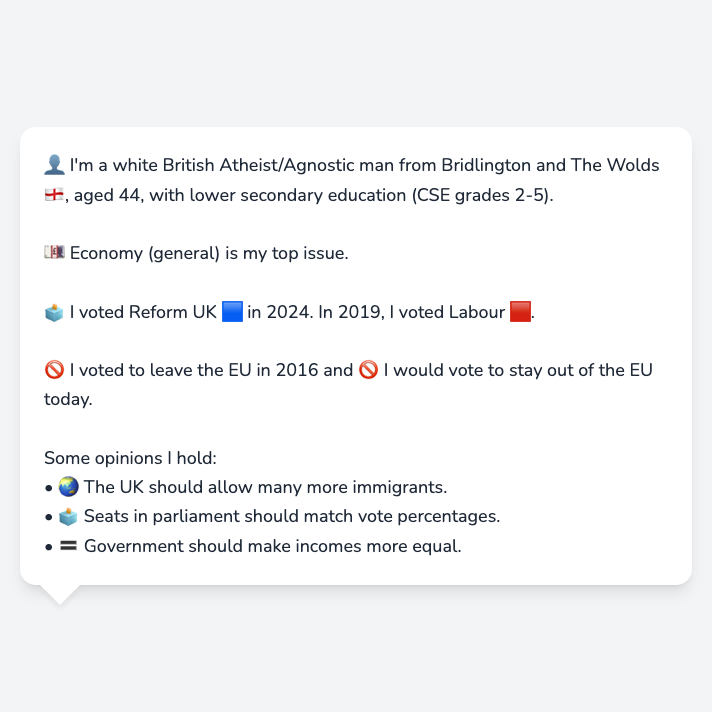 👤 I'm a white British Atheist/Agnostic man from Bridlington and The Wolds
🏴󠁧󠁢󠁥󠁮󠁧󠁿, aged 44, with lower secondary education (CSE grades 2-5).
💷 Economy (general) is my top issue.
🗳️ I voted Reform UK 🟦 in 2024. In 2019, I voted Labour 🟥.
🚫 I voted to leave the EU in 2016 and 🚫 I would vote to stay out of the EU
today.
Some opinions I hold:
• 🌏 The UK should allow many more immigrants.
• 🗳️ Seats in parliament should match vote percentages.
• 🟰 Government should make incomes more equal.